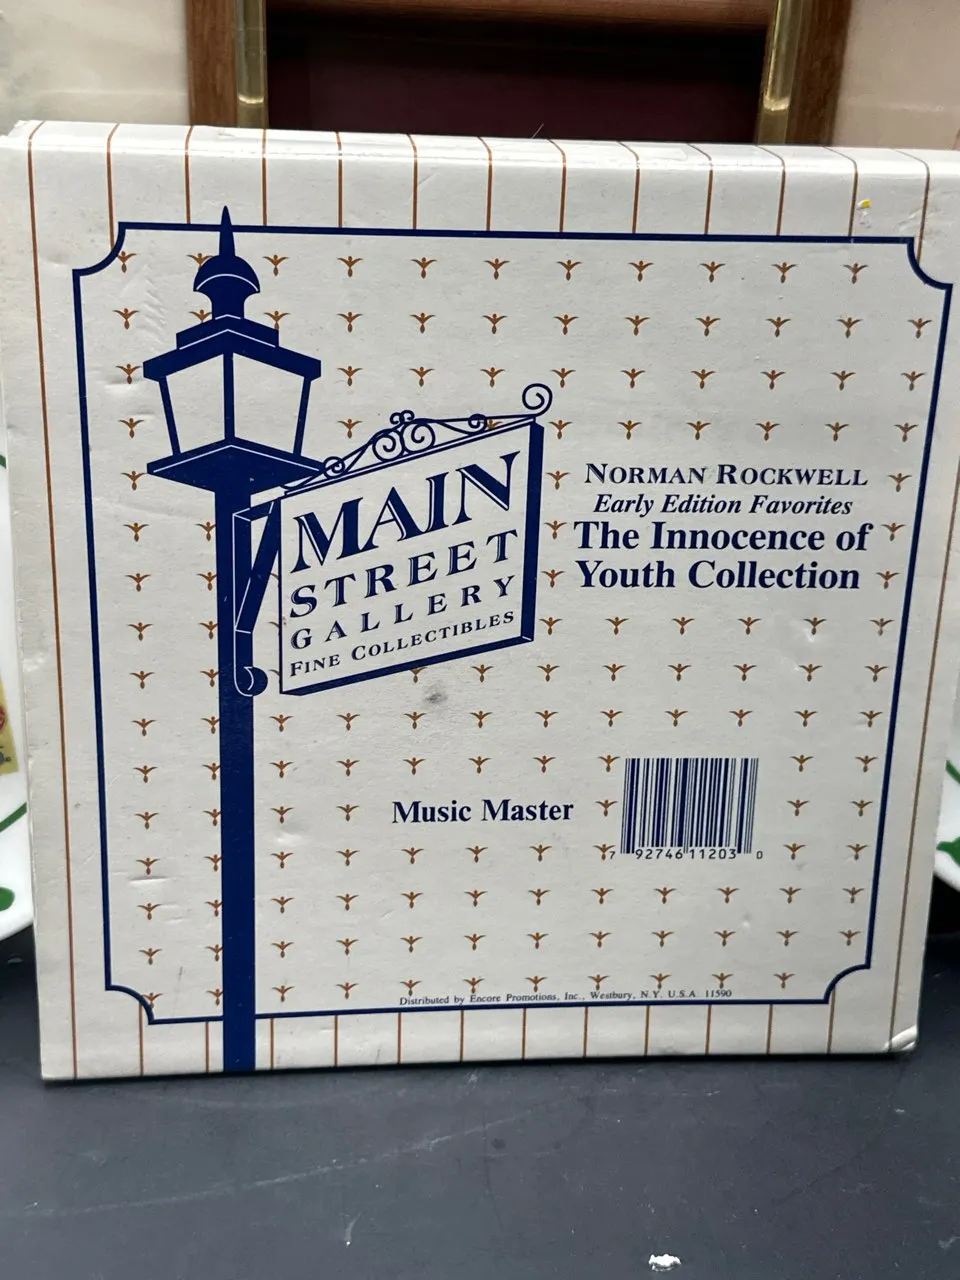 MAIN
STREET
GALLERY
FINE COLLECTIBLES
NORMAN ROCKWELL
Early Edition Favorites
The Innocence of
Youth Collection
Music Master
7 92746 11203 0
Distributed by Encore Promotions, Inc., Westbury, N.Y. U.S.A. 11590